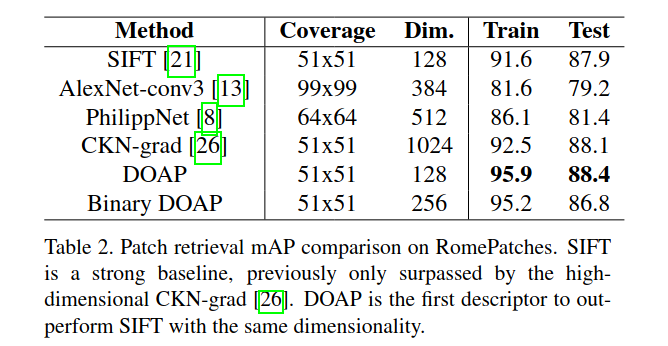 Method Coverage Dim. Train Test
SIFT [21] 51x51 128 91.6 87.9
AlexNet-conv3 [13] 99x99 384 81.6 79.2
PhilippNet [8] 64x64 512 86.1 81.4
CKN-grad [26] 51x51 1024 92.5 88.1
DOAP 51x51 128 95.9 88.4
Binary DOAP 51x51 256 95.2 86.8
Table 2. Patch retrieval mAP comparison on RomePatches. SIFT
is a strong baseline, previously only surpassed by the high-
dimensional CKN-grad [26]. DOAP is the first descriptor to out-
perform SIFT with the same dimensionality.